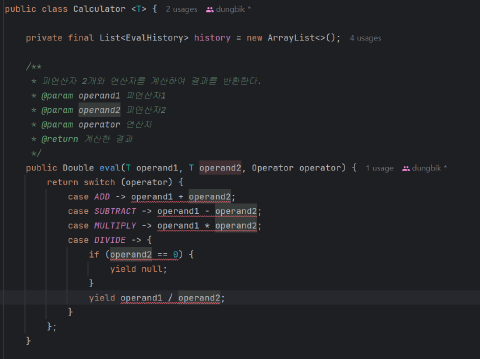 public class Calculator <T> { 2 usages dungbik *
private final List<EvalHistory> history = new ArrayList<>(); 4 usages
/**
* 피연산자 2개와 연산자를 계산하여 결과를 반환한다.
* @param operand1 피연산자1
* @param operand2 피연산자2
* @param operator 연산자
* @return 계산한 결과
*/
public Double eval(T operand1, T operand2, Operator operator) { 1 usage dungbik *
return switch (operator) {
case ADD -> operand1 + operand2;
case SUBTRACT -> operand1 - operand2;
case MULTIPLY -> operand1 * operand2;
case DIVIDE -> {
if (operand2 == 0) {
yield null;
}
yield operand1 / operand2;
}
};
}